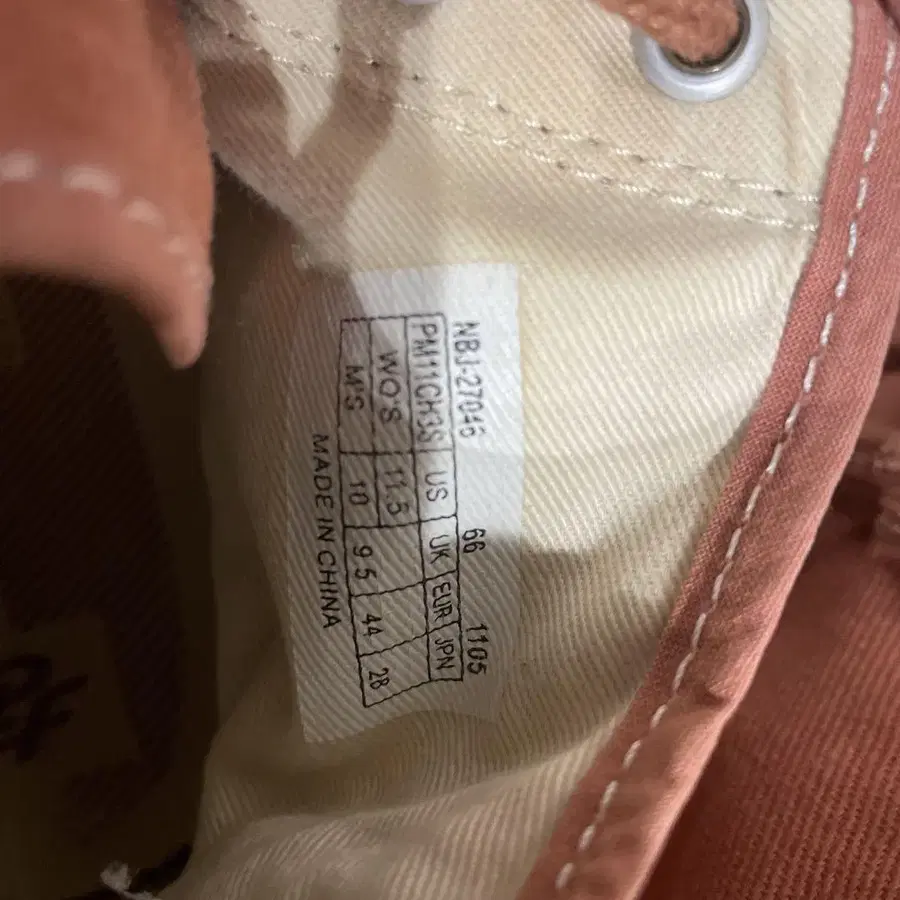 NBJ-27046 66 1105
PM11CH3S US UK EUR JPN
WO'S 11.5
M'S 10 9.5 44 28
MADE IN CHINA